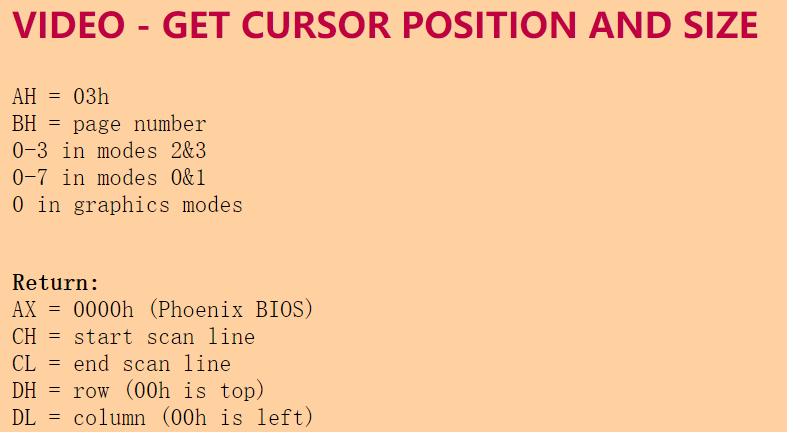 VIDEO - GET CURSOR POSITION AND SIZE
AH = 03h
BH = page number
0-3 in modes 2&3
0-7 in modes 0&1
0 in graphics modes
Return:
AX = 0000h (Phoenix BIOS)
CH = start scan line
CL = end scan line
DH = row (00h is top)
DL = column (00h is left)